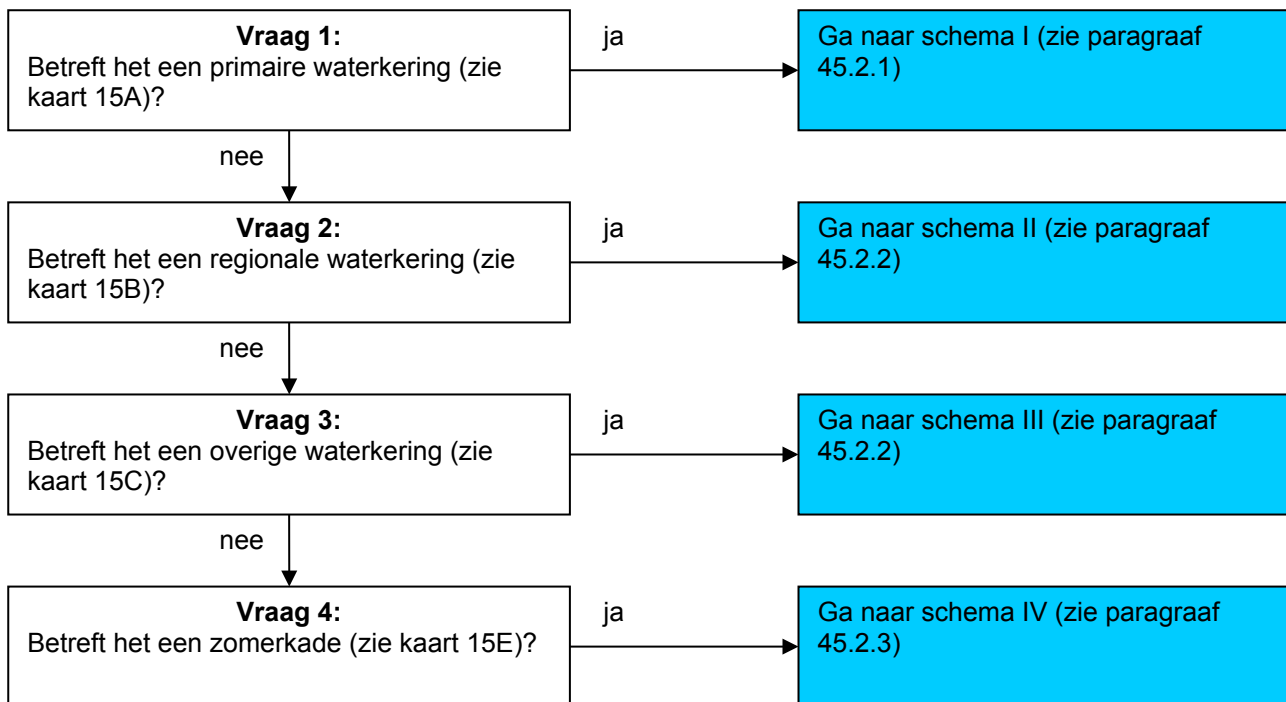 Vraag 1:
Betreft het een primaire waterkering (zie
kaart 15A)?
ja
Ga naar schema I (zie paragraaf
45.2.1)
nee
Vraag 2:
Betreft het een regionale waterkering (zie
kaart 15B)?
ja
Ga naar schema II (zie paragraaf
45.2.2)
nee
Vraag 3:
Betreft het een overige waterkering (zie
kaart 15C)?
ja
Ga naar schema III (zie paragraaf
45.2.2)
nee
Vraag 4:
Betreft het een zomerkade (zie kaart 15E)?
ja
Ga naar schema IV (zie paragraaf
45.2.3)